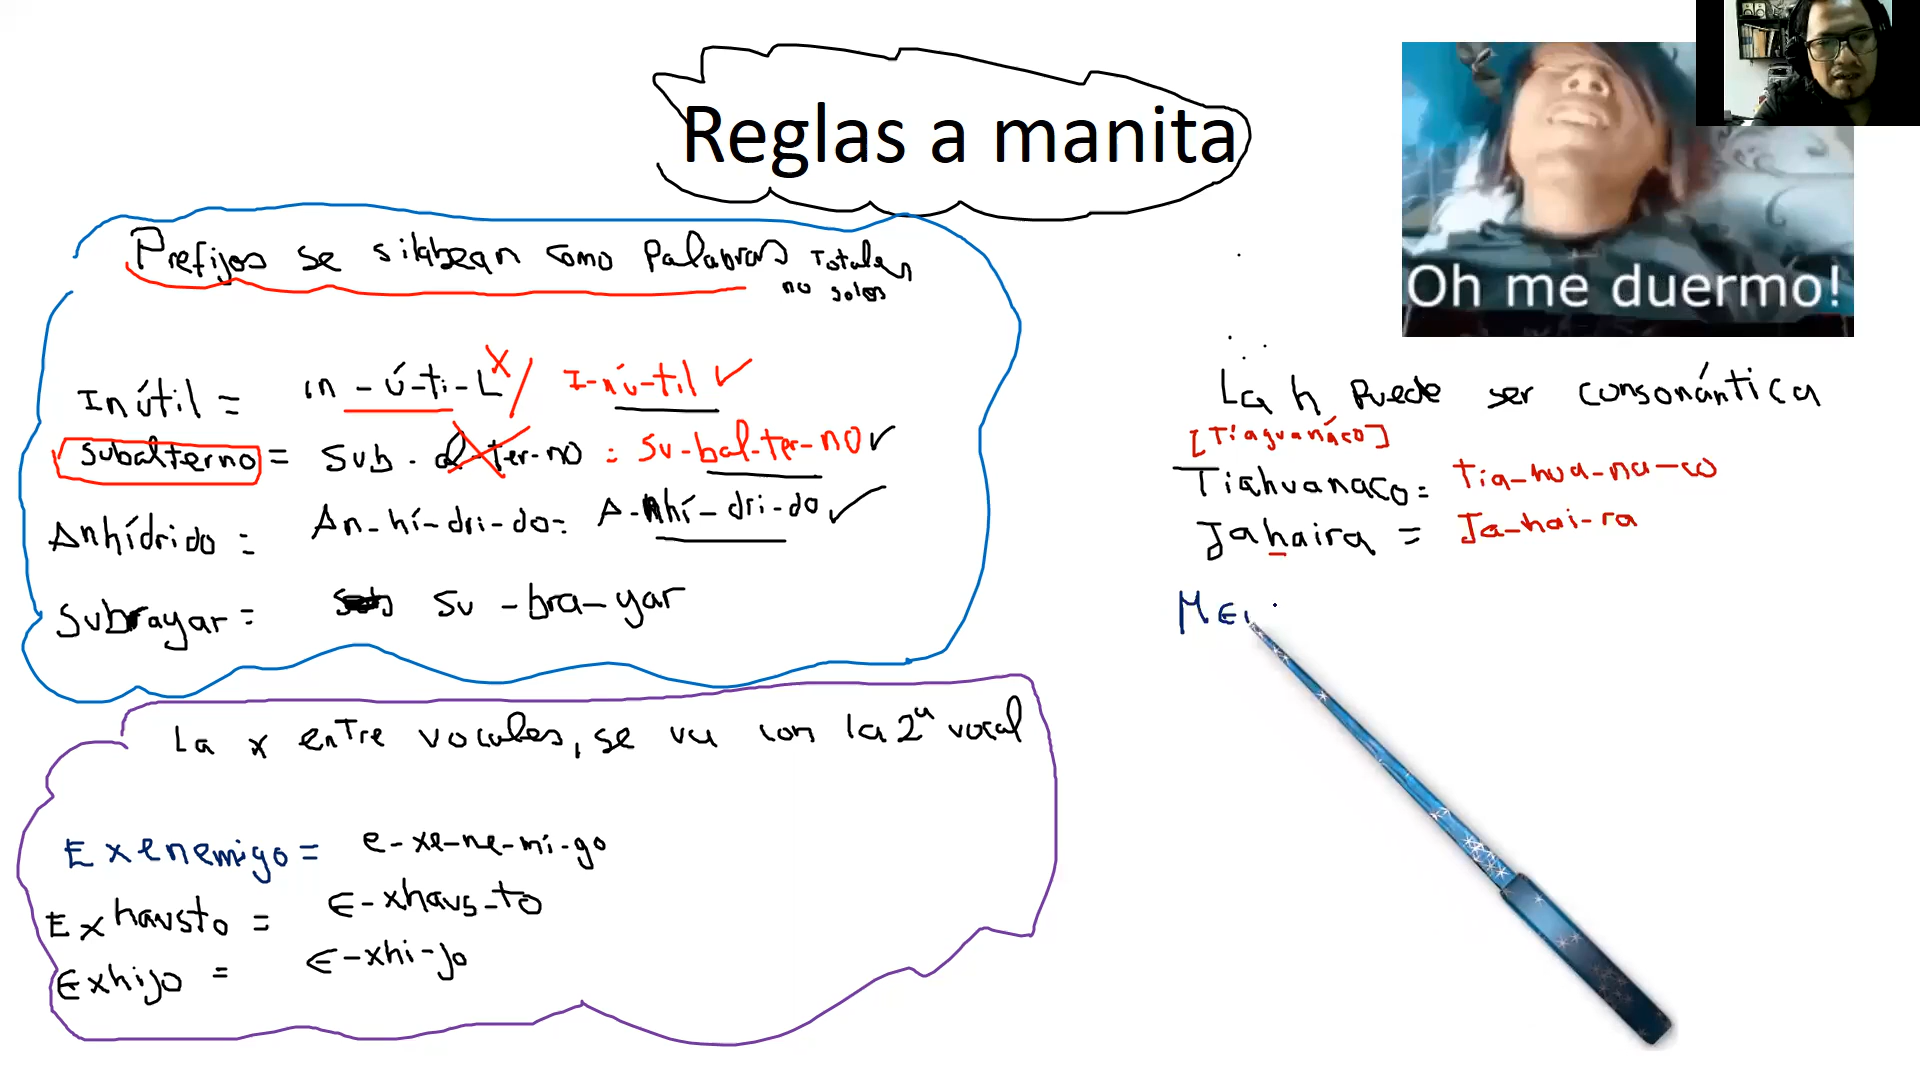 Reglas a manita
Oh me duermo!
Prefijos se silabean como palabras totales
no solos
Inútil = in - ú - ti - L x / I-nú-til ✓
subalterno = sub - al-ter-no = su-bal-ter-no ✓
Anhídrido = An-hí-dri-do = A-nhí-dri-do ✓
Subrayar = su-bra-yar
La x entre vocales, se va con la 2ª vocal
Exenemigo = e-xe-ne-mi-go
Exhausto = E-xhaus-to
Exhijo = E-xhi-jo
La h puede ser consonántica
[Tiaguanáco]
Tiahuanaco = Tia-hua-na-co
Jahaira = Ja-hai-ra